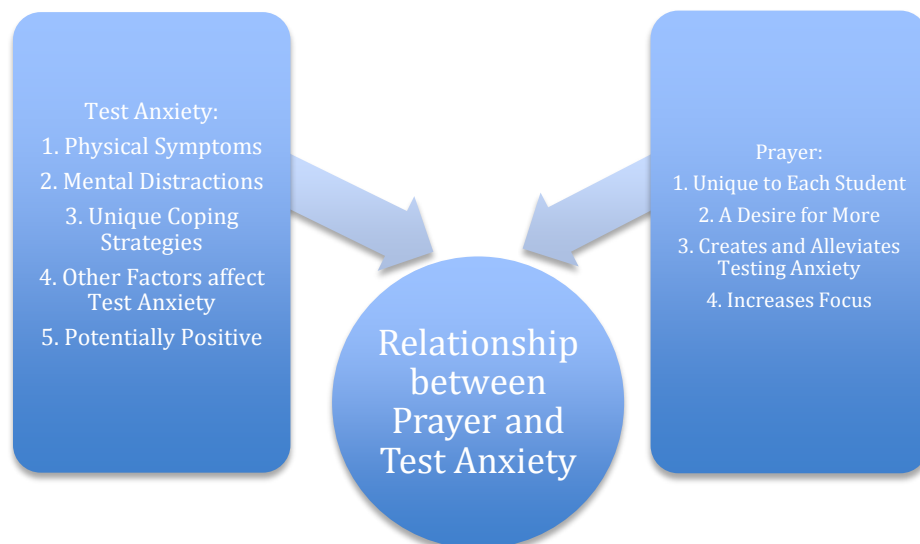 Test Anxiety:
1. Physical Symptoms
2. Mental Distractions
3. Unique Coping
Strategies
4. Other Factors affect
Test Anxiety
5. Potentially Positive
Relationship
between
Prayer and
Test Anxiety
Prayer:
1. Unique to Each Student
2. A Desire for More
3. Creates and Alleviates
Testing Anxiety
4. Increases Focus